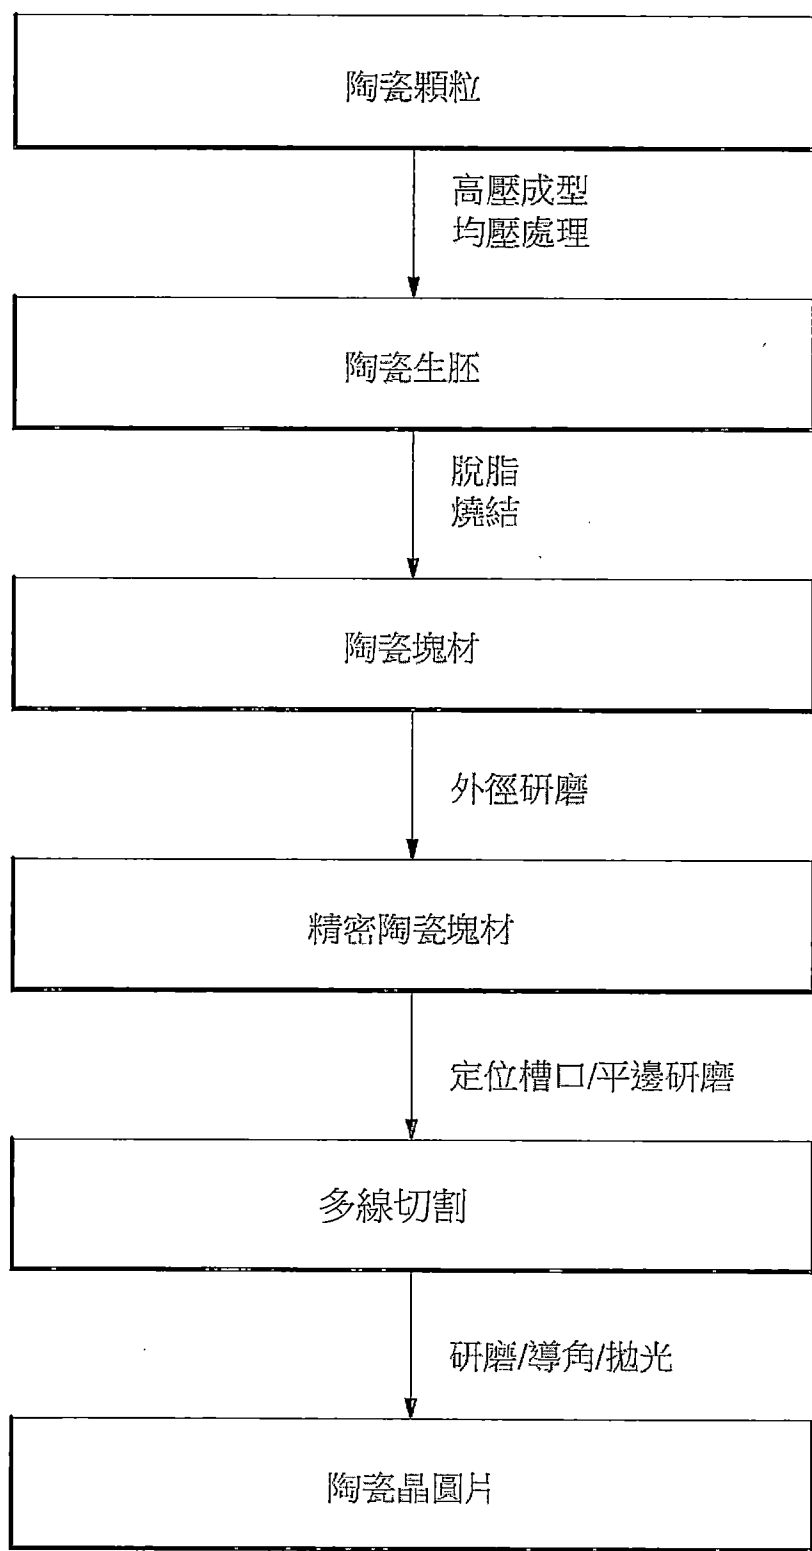 陶瓷顆粒
高壓成型
均壓處理
陶瓷生胚
脫脂
燒結
陶瓷塊材
外徑研磨
精密陶瓷塊材
定位槽口/平邊研磨
多線切割
研磨/導角/拋光
陶瓷晶圓片